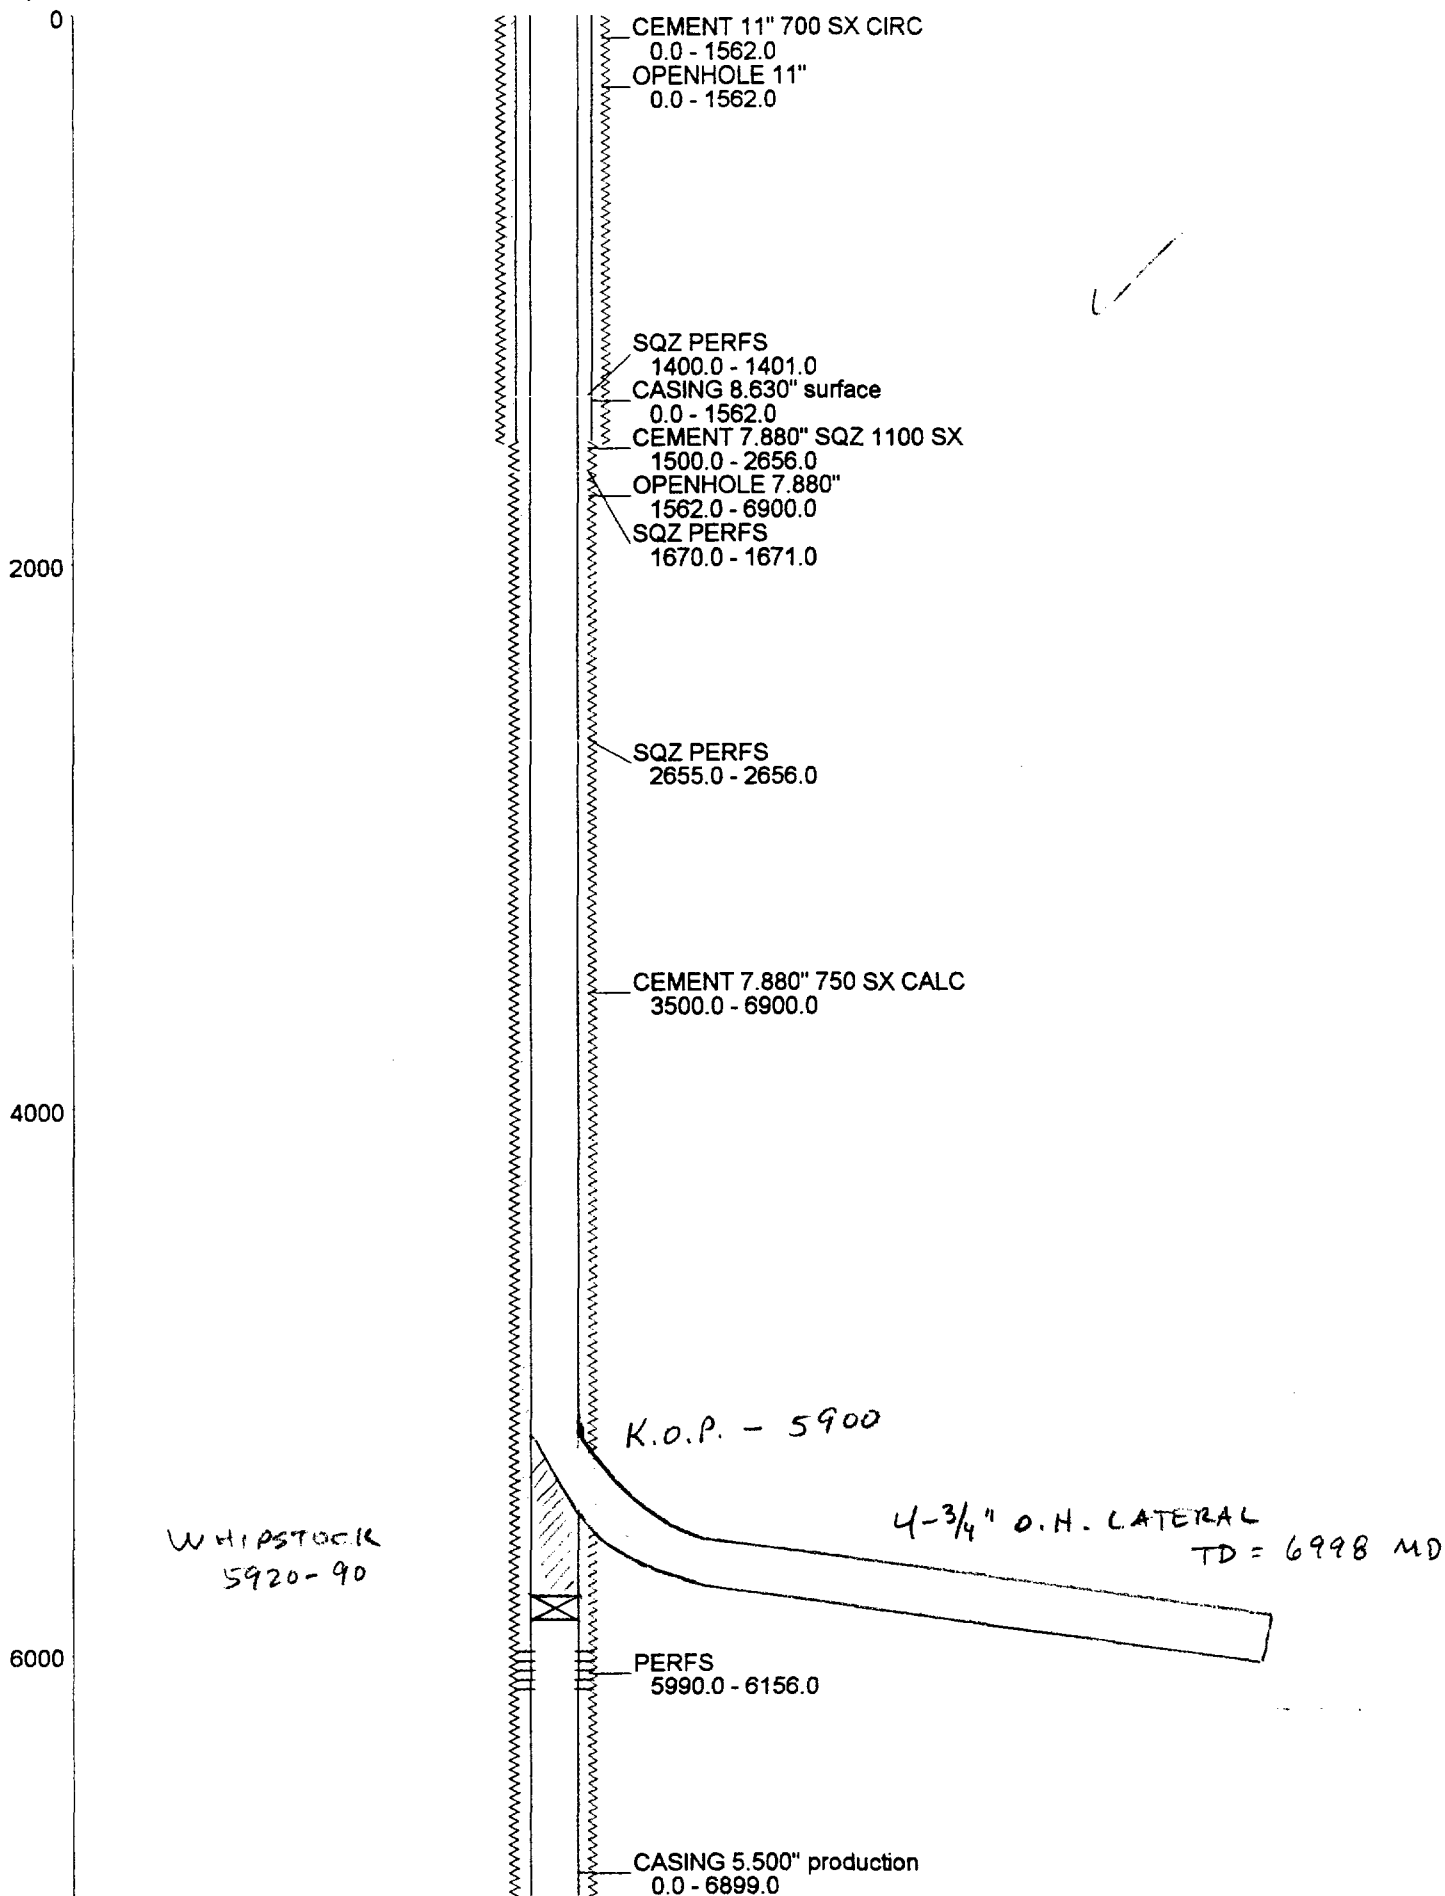 0
CEMENT 11" 700 SX CIRC
0.0 - 1562.0
OPENHOLE 11"
0.0 - 1562.0
SQZ PERFS
1400.0 - 1401.0
CASING 8.630" surface
0.0 - 1562.0
CEMENT 7.880" SQZ 1100 SX
1500.0 - 2656.0
OPENHOLE 7.880"
1562.0 - 6900.0
SQZ PERFS
1670.0 - 1671.0
2000
SQZ PERFS
2655.0 - 2656.0
CEMENT 7.880" 750 SX CALC
3500.0 - 6900.0
4000
K.O.P. - 5900
4-3/4" O.H. LATERAL
TD = 6998 MD
WHIPSTOCK
5920-90
6000
PERFS
5990.0 - 6156.0
CASING 5.500" production
0.0 - 6899.0